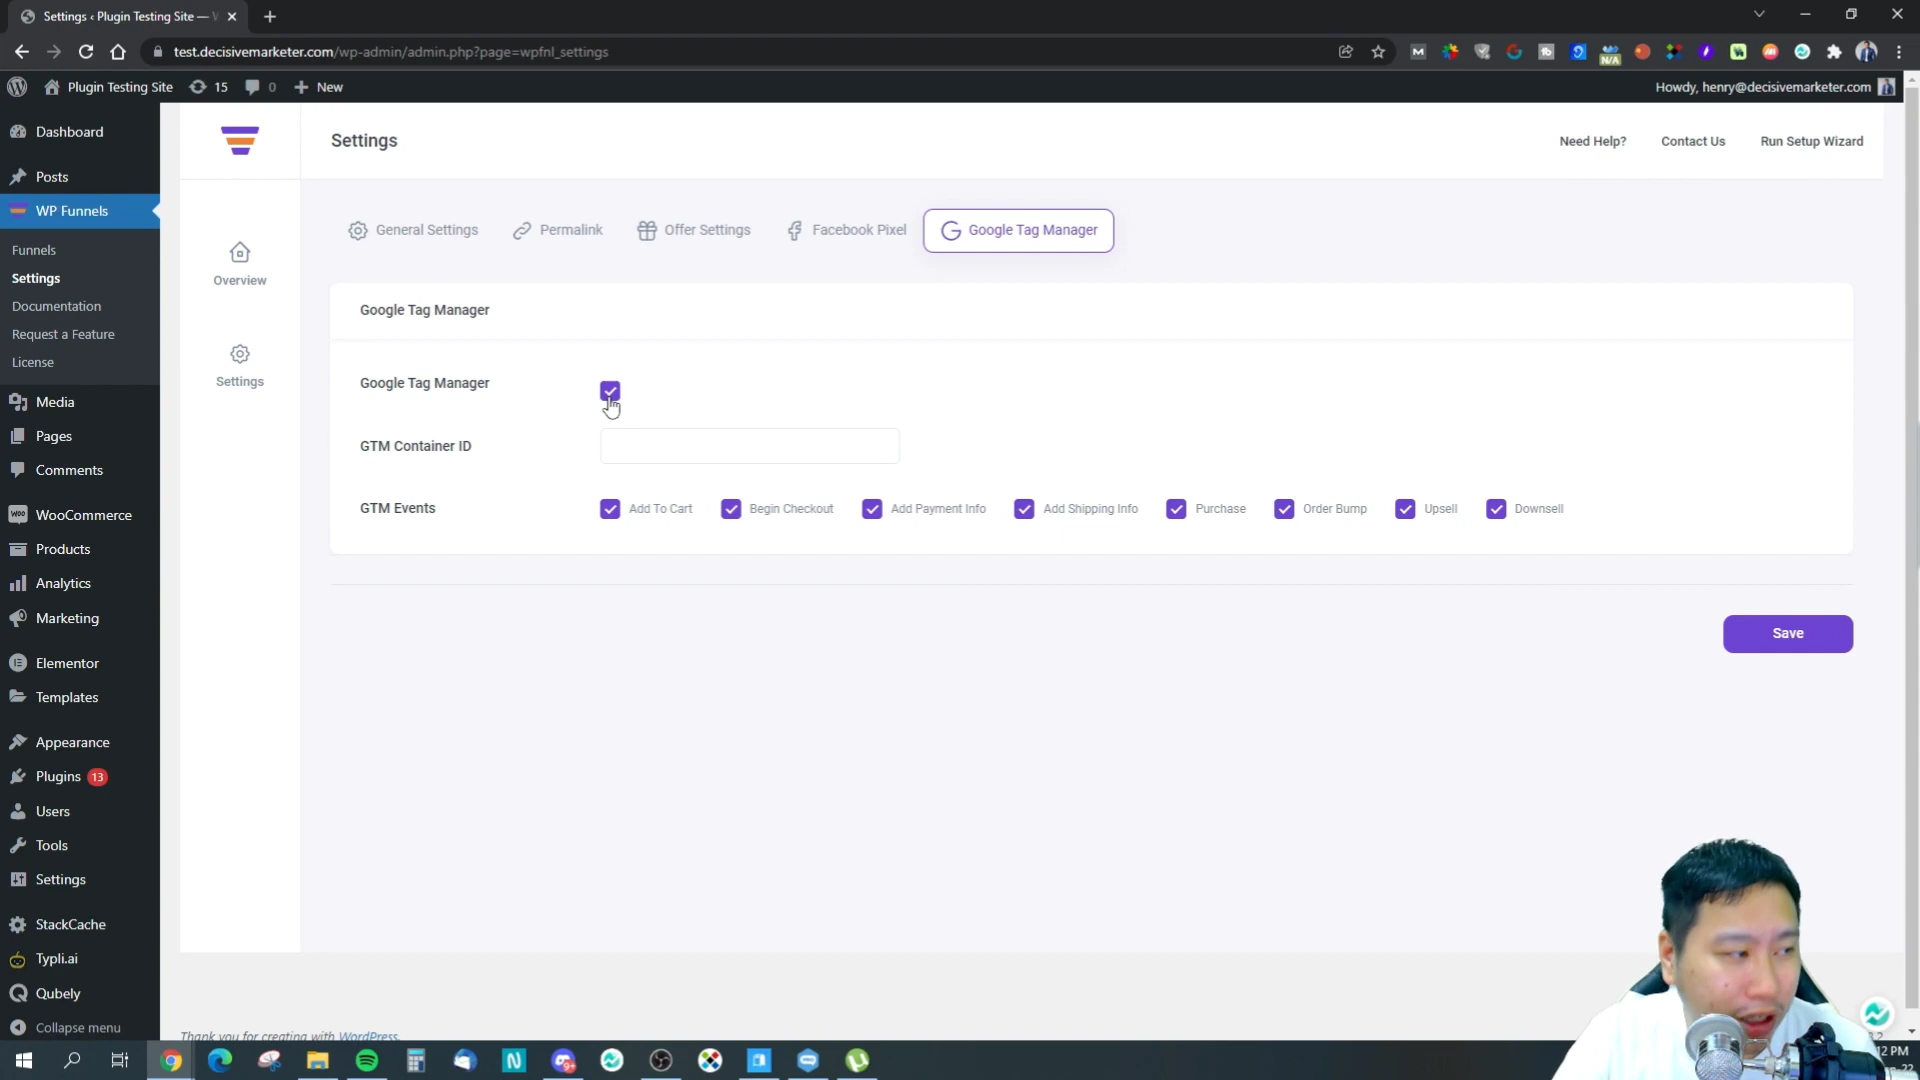 Settings ‹ Plugin Testing Site —
test.decisivemarketer.com/wp-admin/admin.php?page=wpfnl_settings
N/A
Plugin Testing Site
15
0
New
Howdy, henry@decisivemarketer.com
Dashboard
Posts
WP Funnels
Funnels
Settings
Documentation
Request a Feature
License
Media
Pages
Comments
Woo
WooCommerce
Products
Analytics
Marketing
Elementor
Templates
Appearance
Plugins 13
Users
Tools
Settings
StackCache
Typli.ai
Qubely
Collapse menu
Overview
Settings
Settings
Need Help?
Contact Us
Run Setup Wizard
General Settings
Permalink
Offer Settings
Facebook Pixel
Google Tag Manager
Google Tag Manager
Google Tag Manager
GTM Container ID
GTM Events
Add To Cart
Begin Checkout
Add Payment Info
Add Shipping Info
Purchase
Order Bump
Upsell
Downsell
Save
Thank you for creating with WordPress.
12 PM